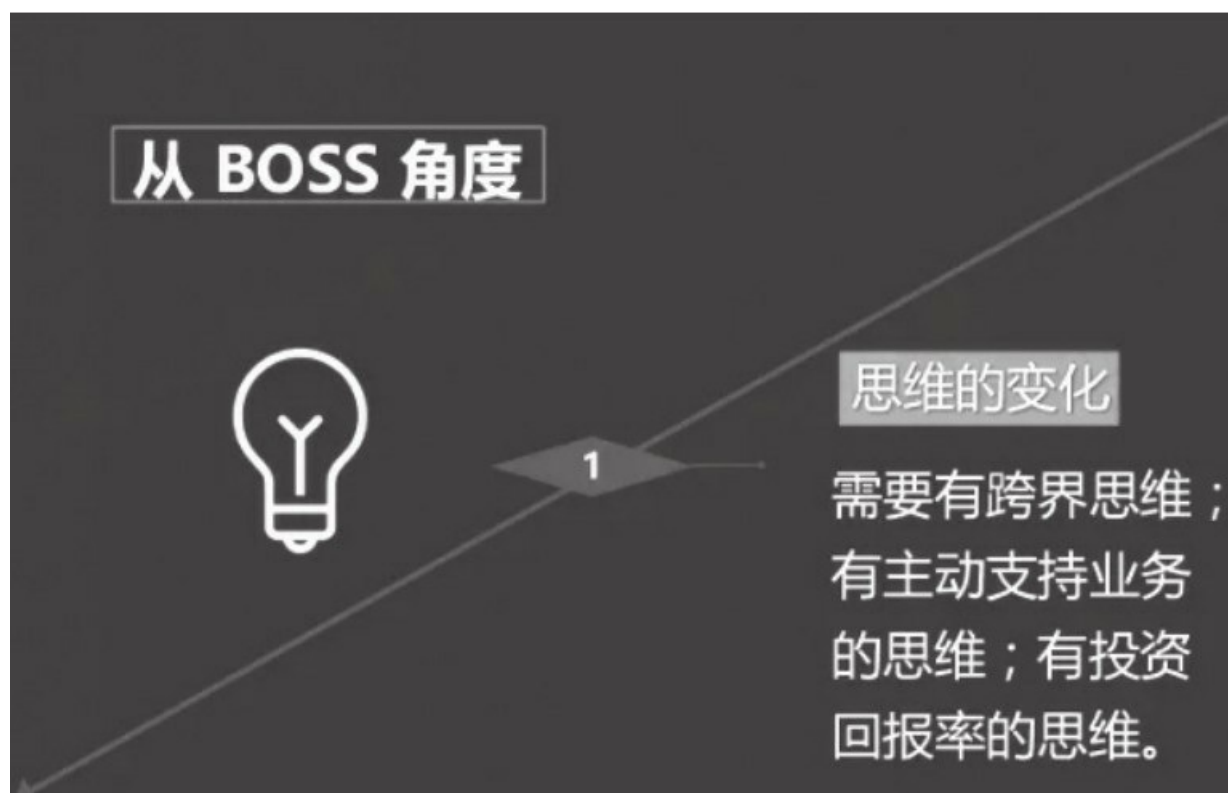 从 BOSS 角度
1
思维的变化
需要有跨界思维；
有主动支持业务
的思维；有投资
回报率的思维。